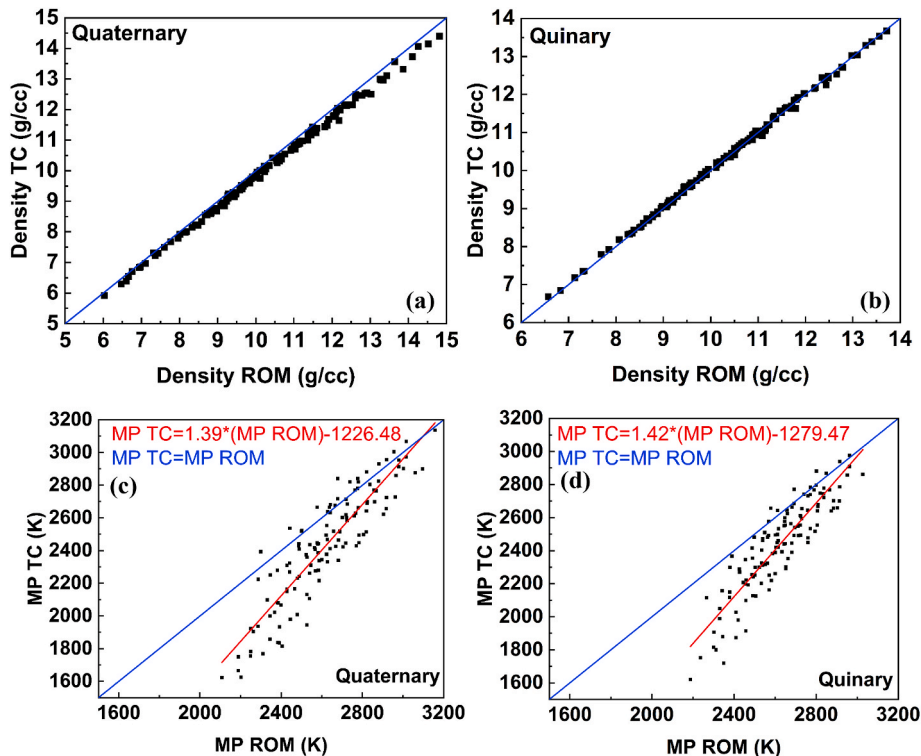 Quaternary
15
14
13
12
11
10
9
8
7
6
5
Density TC (g/cc)
(a)
5 6 7 8 9 10 11 12 13 14 15
Density ROM (g/cc)
Quinary
14
13
12
11
10
9
8
7
6
Density TC (g/cc)
(b)
6 7 8 9 10 11 12 13 14
Density ROM (g/cc)
MP TC=1.39*(MP ROM)-1226.48
MP TC=MP ROM
(c)
3200
3000
2800
2600
2400
2200
2000
1800
1600
MP TC (K)
Quaternary
1600 2000 2400 2800 3200
MP ROM (K)
MP TC=1.42*(MP ROM)-1279.47
MP TC=MP ROM
(d)
3200
3000
2800
2600
2400
2200
2000
1800
1600
MP TC (K)
Quinary
1600 2000 2400 2800 3200
MP ROM (K)